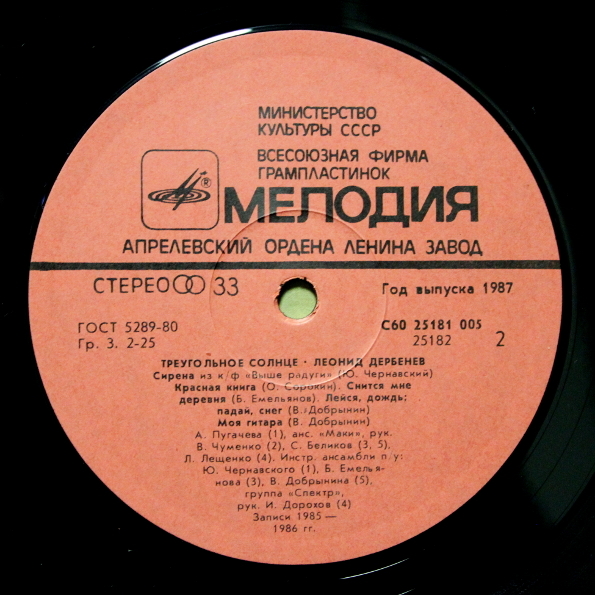 МИНИСТЕРСТВО
КУЛЬТУРЫ СССР
ВСЕСОЮЗНАЯ ФИРМА
ГРАМПЛАСТИНОК
®
МЕЛОДИЯ
АПРЕЛЕВСКИЙ ОРДЕНА ЛЕНИНА ЗАВОД
СТЕРЕО 33
Год выпуска 1987
ГОСТ 5289-80
Гр. 3. 2-25
С60 25181 005
25182 2
ТРЕУГОЛЬНОЕ СОЛНЦЕ · ЛЕОНИД ДЕРБЕНЕВ
Сирена из к/ф «Выше радуги» (Ю. Чернавский)
Красная книга (О. Сорокин). Снится мне
деревня (Б. Емельянов). Лейся, дождь;
падай, снег (В. Добрынин)
Моя гитара (В. Добрынин)
А. Пугачева (1), анс. «Маки», рук.
В. Чуменко (2), С. Беликов (3, 5),
Л. Лещенко (4). Инстр. ансамбли п/у:
Ю. Чернавского (1), Б. Емелья-
нова (3), В. Добрынина (5),
группа «Спектр»,
рук. И. Дорохов (4)
Записи 1985—
1986 гг.